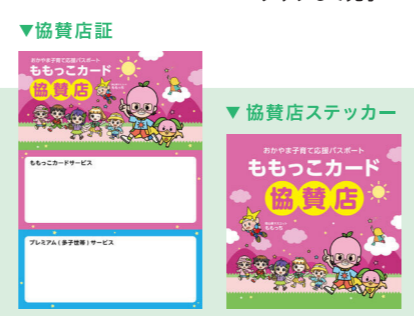 ▼協賛店証
おかやま子育て応援パスポート
ももっこカード
協賛店
ももっこカードサービス
プレミアム(多子世帯)サービス
▼協賛店ステッカー
おかやま子育て応援パスポート
ももっこカード
協賛店
ももっち